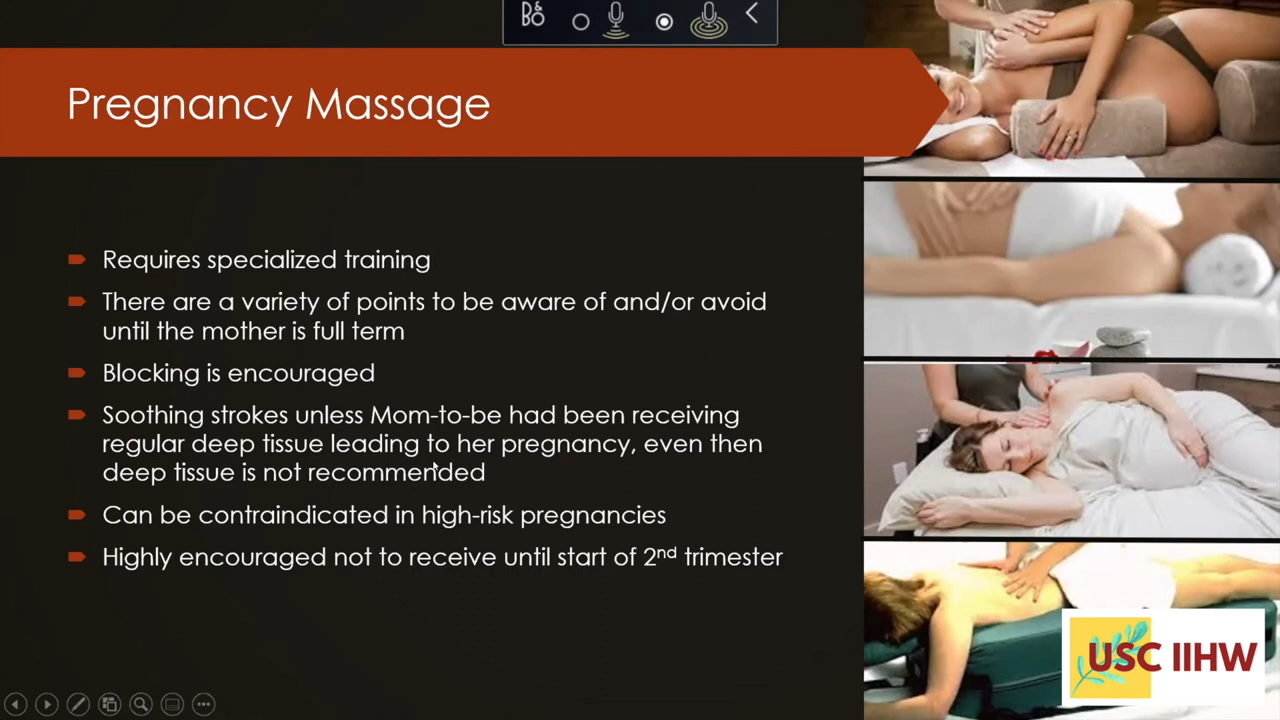 B&O
Pregnancy Massage
Requires specialized training
There are a variety of points to be aware of and/or avoid
until the mother is full term
Blocking is encouraged
Soothing strokes unless Mom-to-be had been receiving
regular deep tissue leading to her pregnancy, even then
deep tissue is not recommended
Can be contraindicated in high-risk pregnancies
Highly encouraged not to receive until start of 2nd trimester
USC IIHW